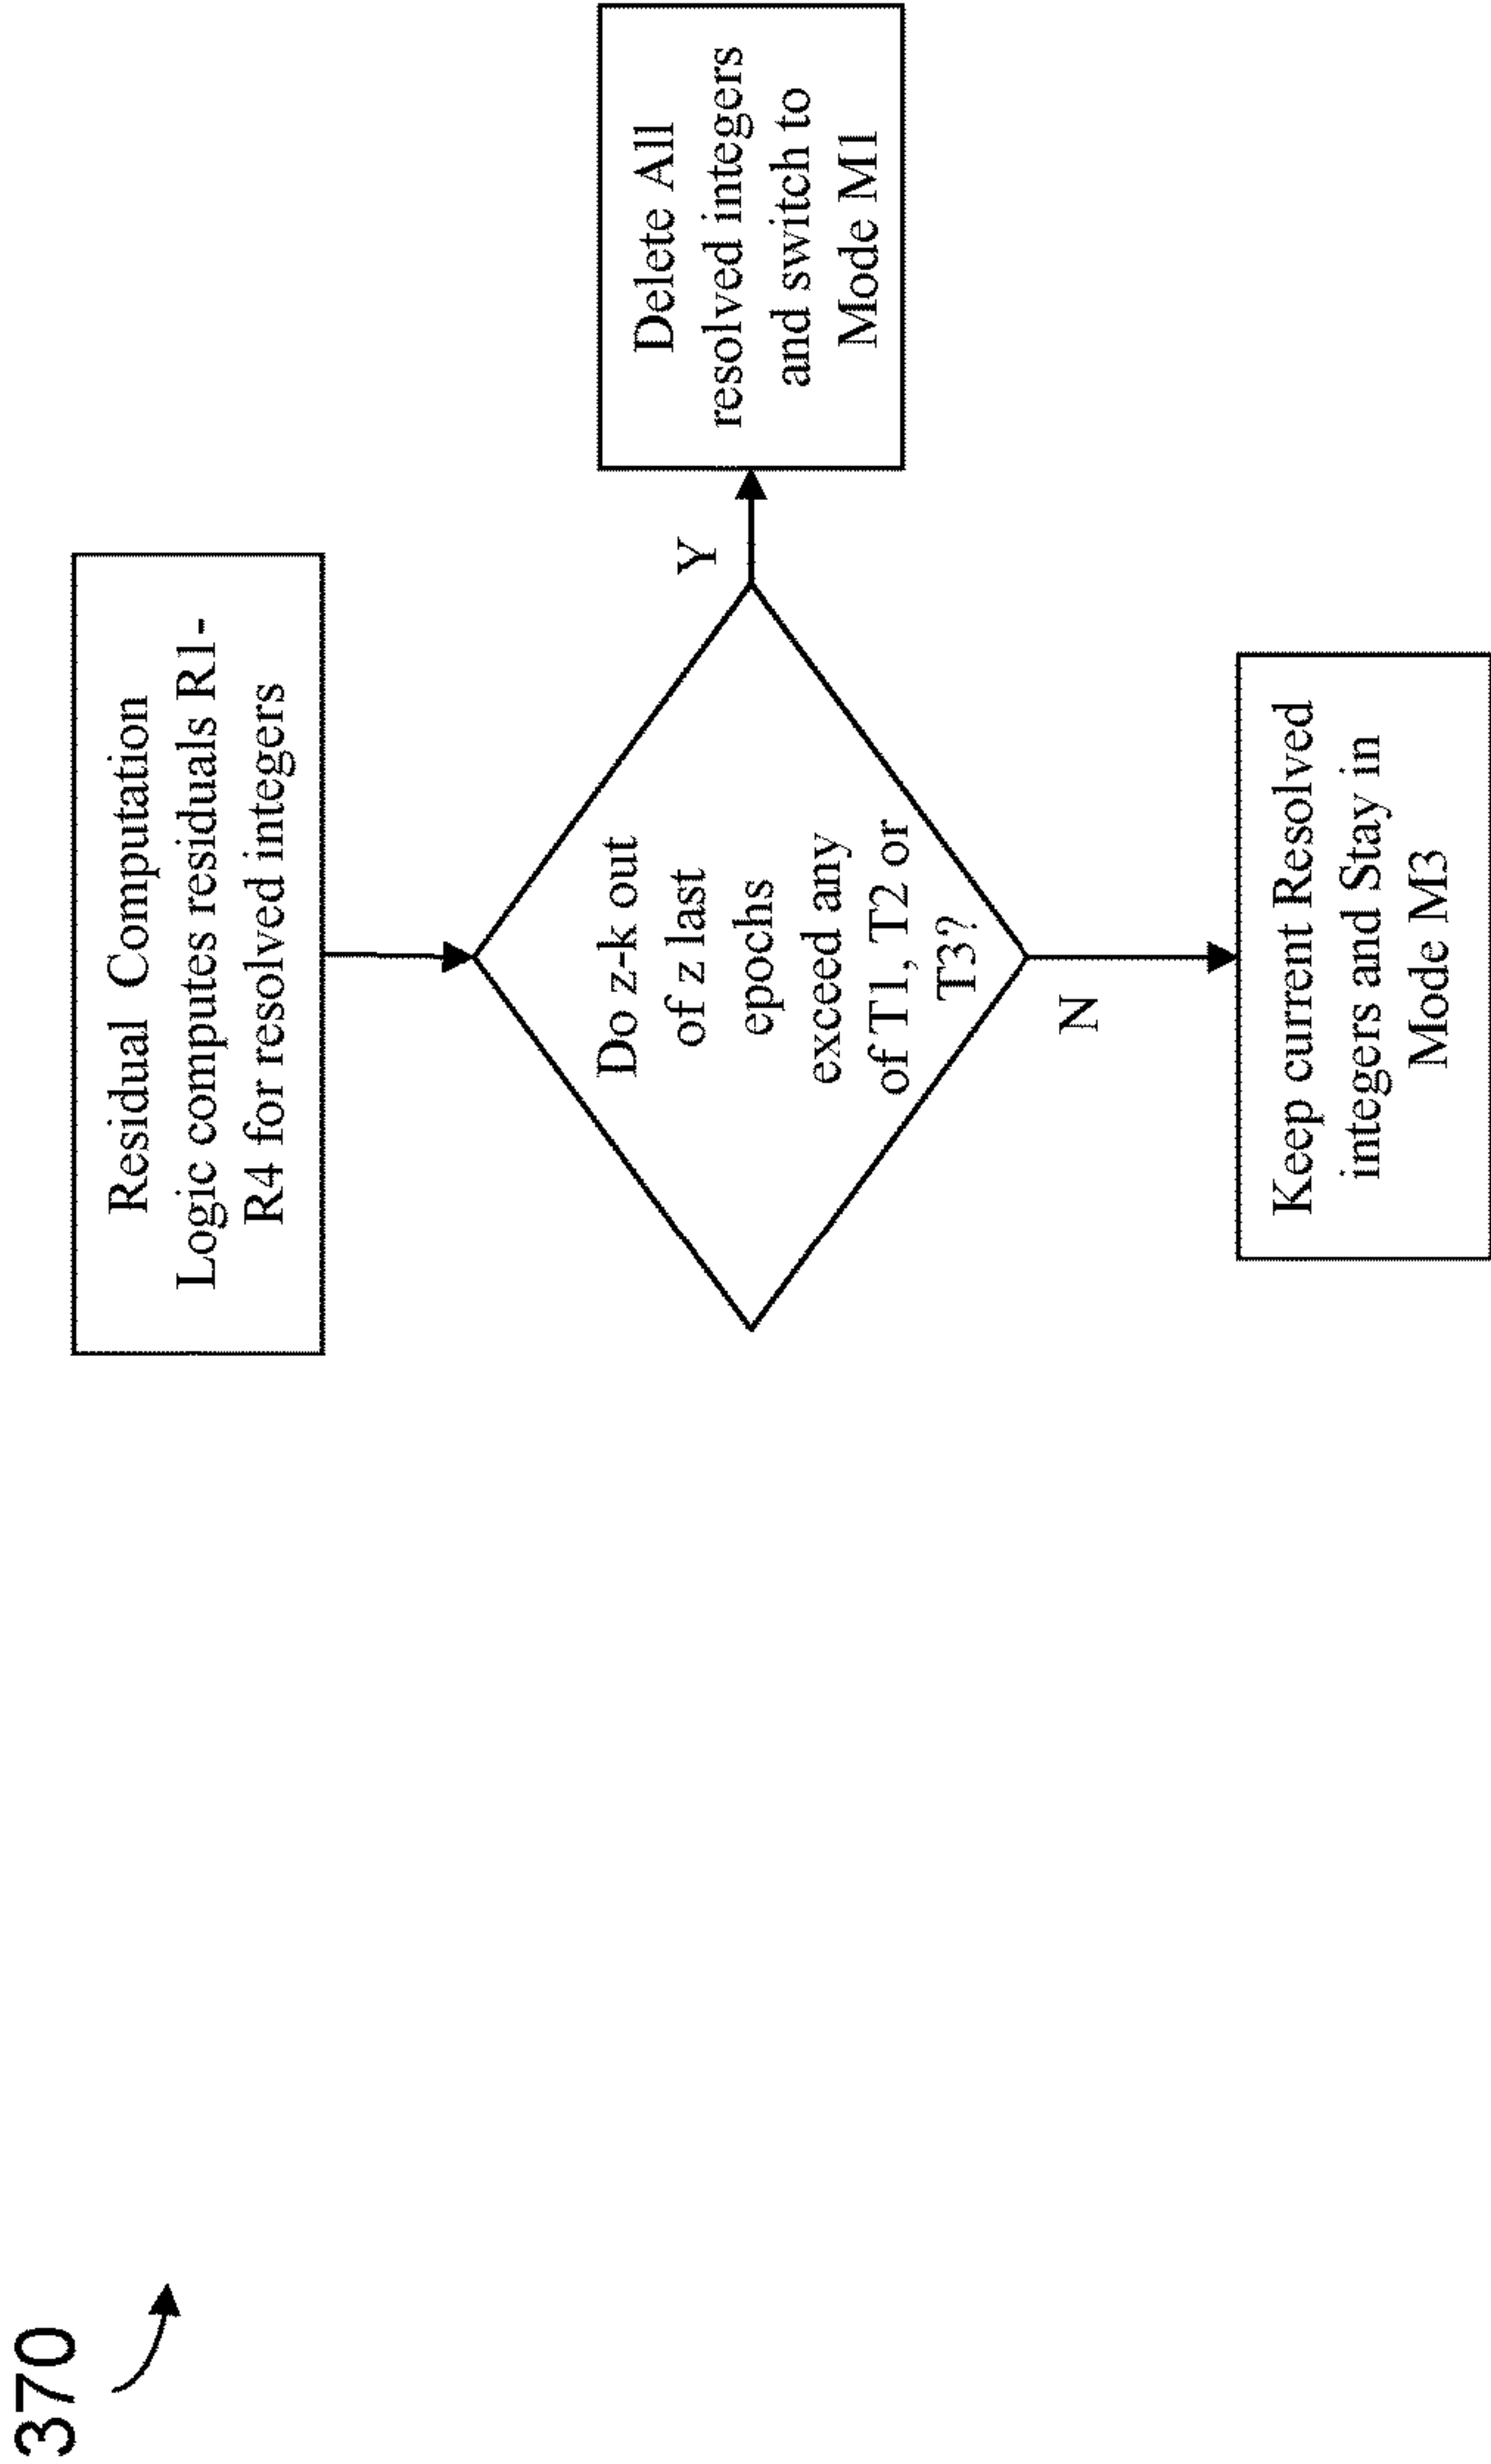 370
Residual Computation
Logic computes residuals R1-
R4 for resolved integers
Do z-k out
of z last
epochs
exceed any
of T1, T2 or
T3?
Y
Delete All
resolved integers
and switch to
Mode M1
N
Keep current Resolved
integers and Stay in
Mode M3